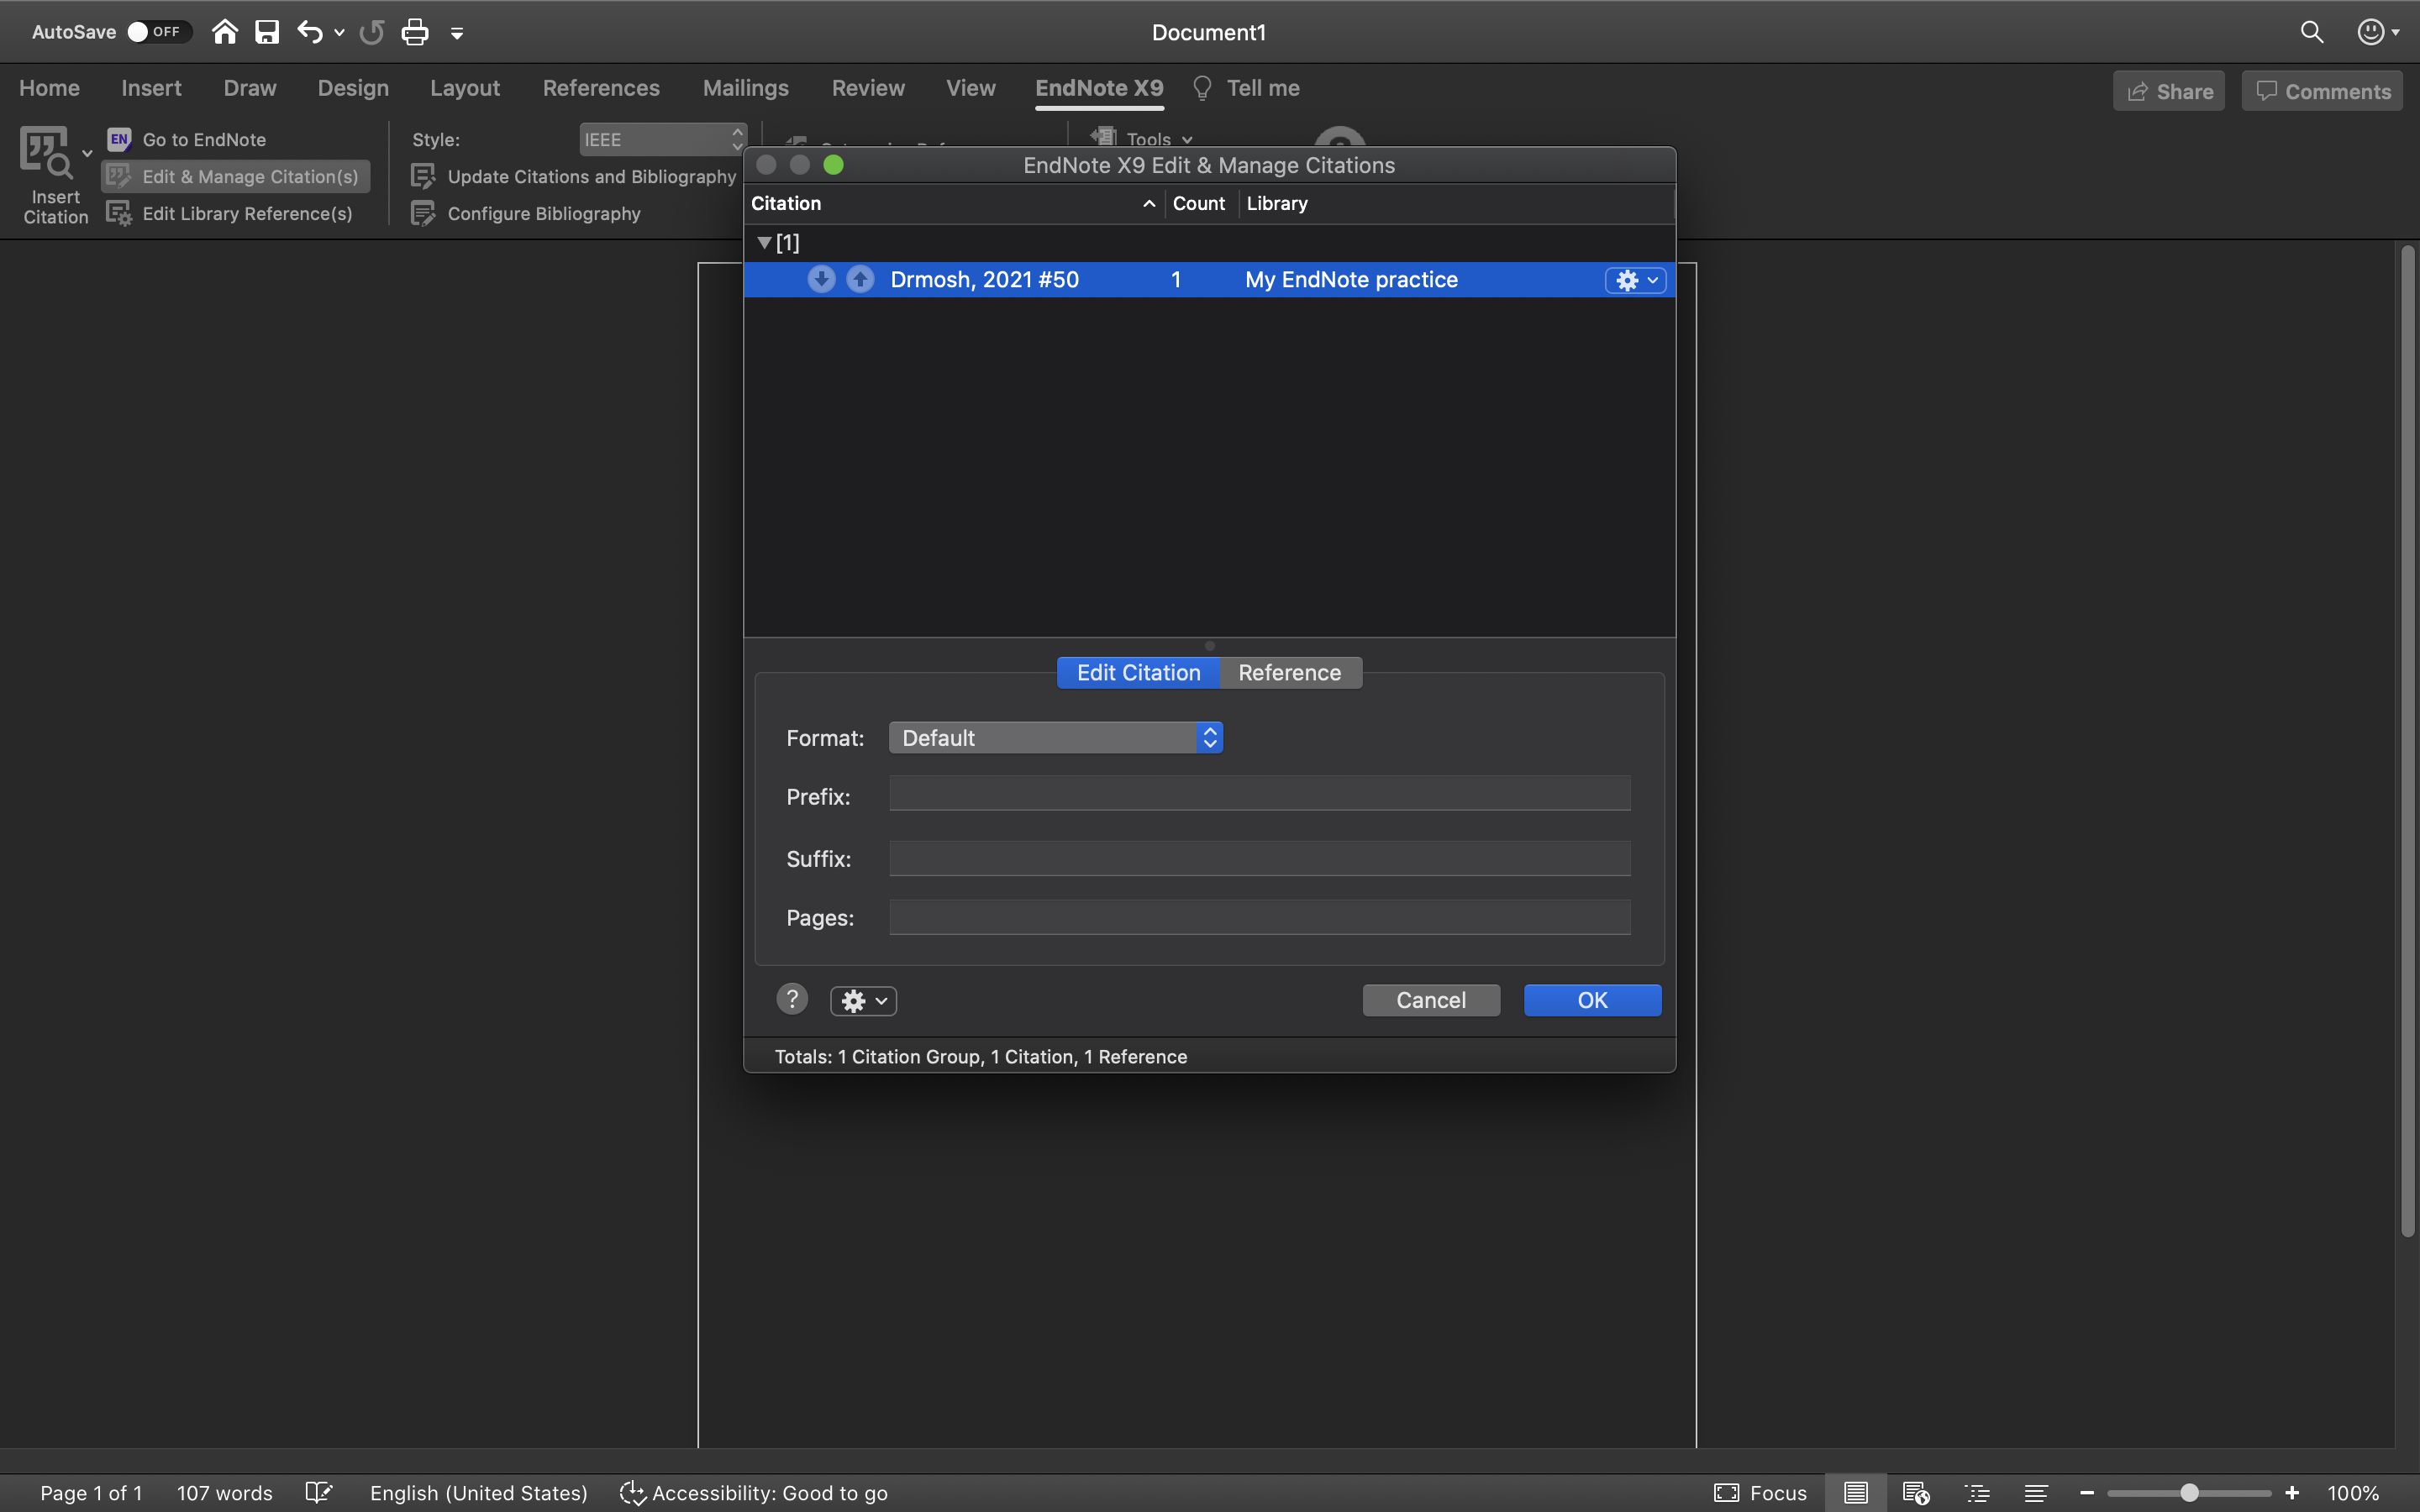 AutoSave OFF Document1
Home Insert Draw Design Layout References Mailings Review View EndNote X9 Tell me Share Comments
Insert Citation
EN Go to EndNote
Edit & Manage Citation(s)
Edit Library Reference(s)
Style: IEEE
Update Citations and Bibliography
Configure Bibliography
Tools
EndNote X9 Edit & Manage Citations
Citation Count Library
[1]
Drmosh, 2021 #50 1 My EndNote practice
Edit Citation Reference
Format: Default
Prefix:
Suffix:
Pages:
? Cancel OK
Totals: 1 Citation Group, 1 Citation, 1 Reference
Page 1 of 1 107 words English (United States) Accessibility: Good to go Focus 100%